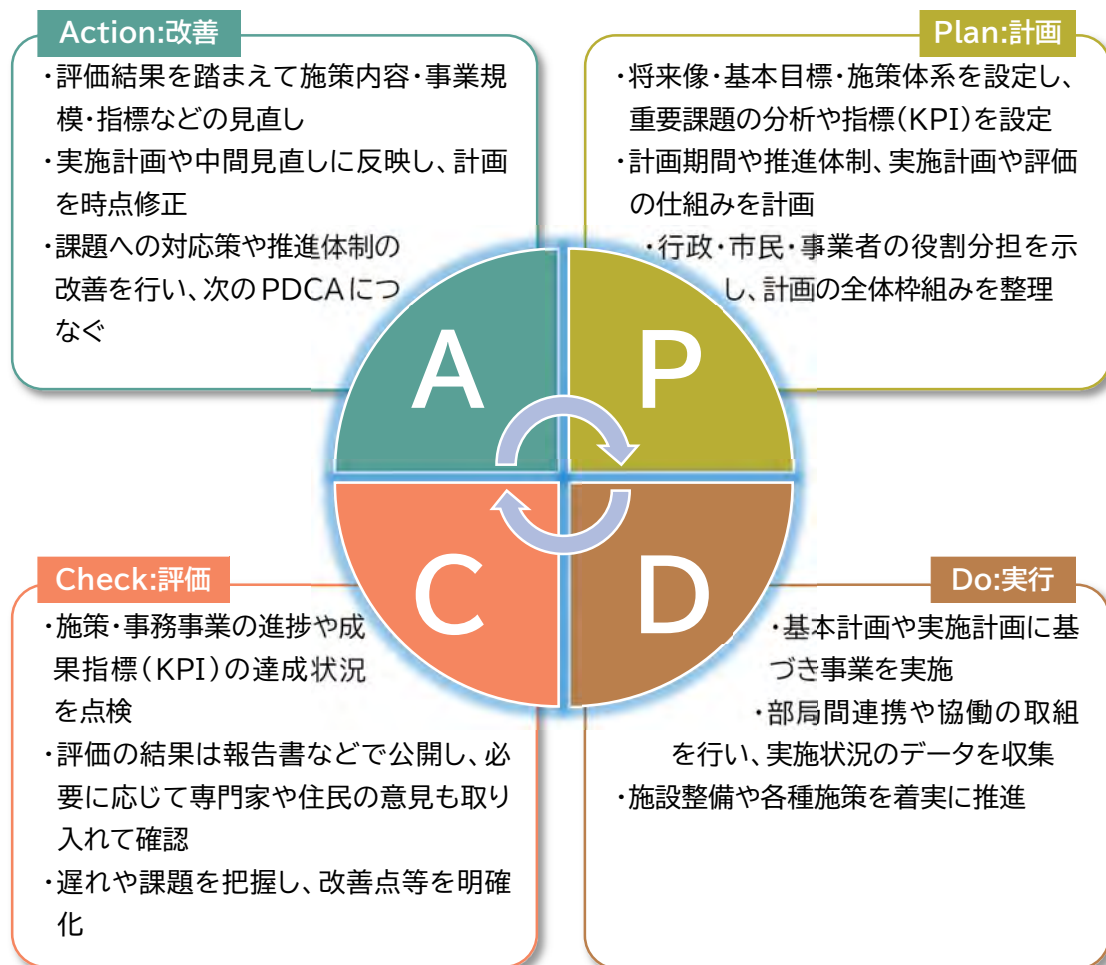 Action:改善
・評価結果を踏まえて施策内容・事業規
模・指標などの見直し
・実施計画や中間見直しに反映し、計画
を時点修正
・課題への対応策や推進体制の
改善を行い、次のPDCAにつ
なぐ
Plan:計画
・将来像・基本目標・施策体系を設定し、
重要課題の分析や指標(KPI)を設定
・計画期間や推進体制、実施計画や評価
の仕組みを計画
・行政・市民・事業者の役割分担を示
し、計画の全体枠組みを整理
A
P
C
D
Check:評価
・施策・事務事業の進捗や成
果指標(KPI)の達成状況
を点検
・評価の結果は報告書などで公開し、必
要に応じて専門家や住民の意見も取り
入れて確認
・遅れや課題を把握し、改善点等を明確
化
Do:実行
・基本計画や実施計画に基
づき事業を実施
・部局間連携や協働の取組
を行い、実施状況のデータを収集
・施設整備や各種施策を着実に推進